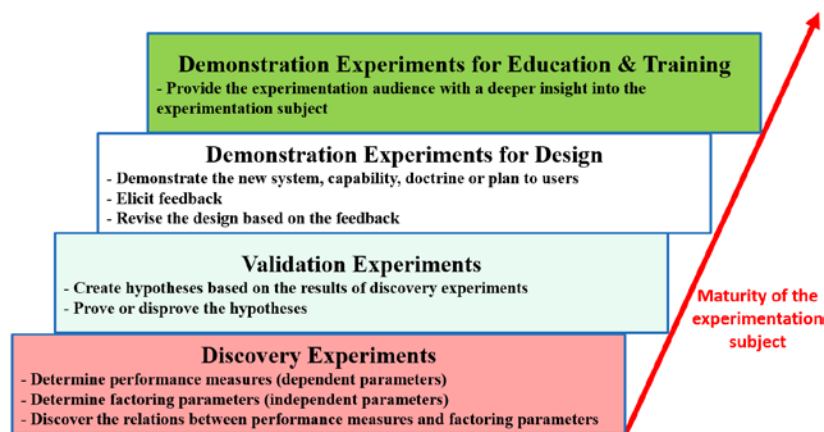 Demonstration Experiments for Education & Training
- Provide the experimentation audience with a deeper insight into the
experimentation subject
Demonstration Experiments for Design
- Demonstrate the new system, capability, doctrine or plan to users
- Elicit feedback
- Revise the design based on the feedback
Validation Experiments
- Create hypotheses based on the results of discovery experiments
- Prove or disprove the hypotheses
Maturity of the
experimentation
subject
Discovery Experiments
- Determine performance measures (dependent parameters)
- Determine factoring parameters (independent parameters)
- Discover the relations between performance measures and factoring parameters